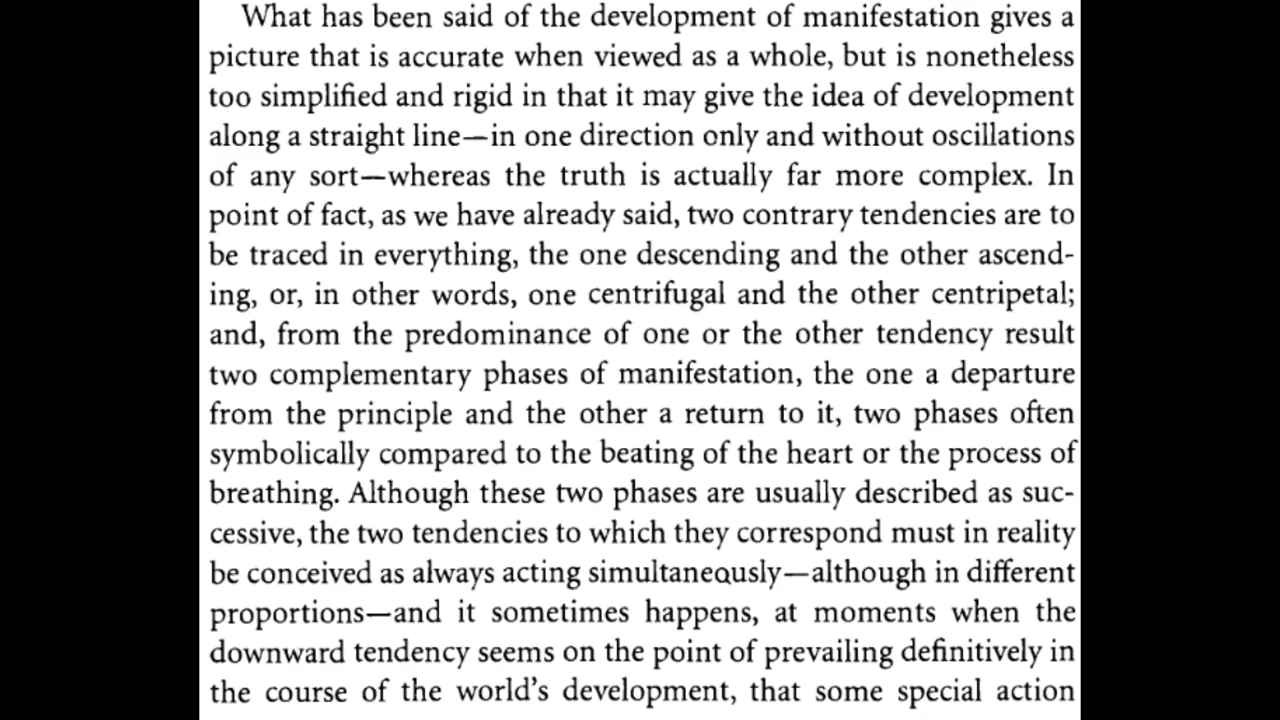 What has been said of the development of manifestation gives a
picture that is accurate when viewed as a whole, but is nonetheless
too simplified and rigid in that it may give the idea of development
along a straight line—in one direction only and without oscillations
of any sort—whereas the truth is actually far more complex. In
point of fact, as we have already said, two contrary tendencies are to
be traced in everything, the one descending and the other ascend-
ing, or, in other words, one centrifugal and the other centripetal;
and, from the predominance of one or the other tendency result
two complementary phases of manifestation, the one a departure
from the principle and the other a return to it, two phases often
symbolically compared to the beating of the heart or the process of
breathing. Although these two phases are usually described as suc-
cessive, the two tendencies to which they correspond must in reality
be conceived as always acting simultaneously—although in different
proportions—and it sometimes happens, at moments when the
downward tendency seems on the point of prevailing definitively in
the course of the world's development, that some special action